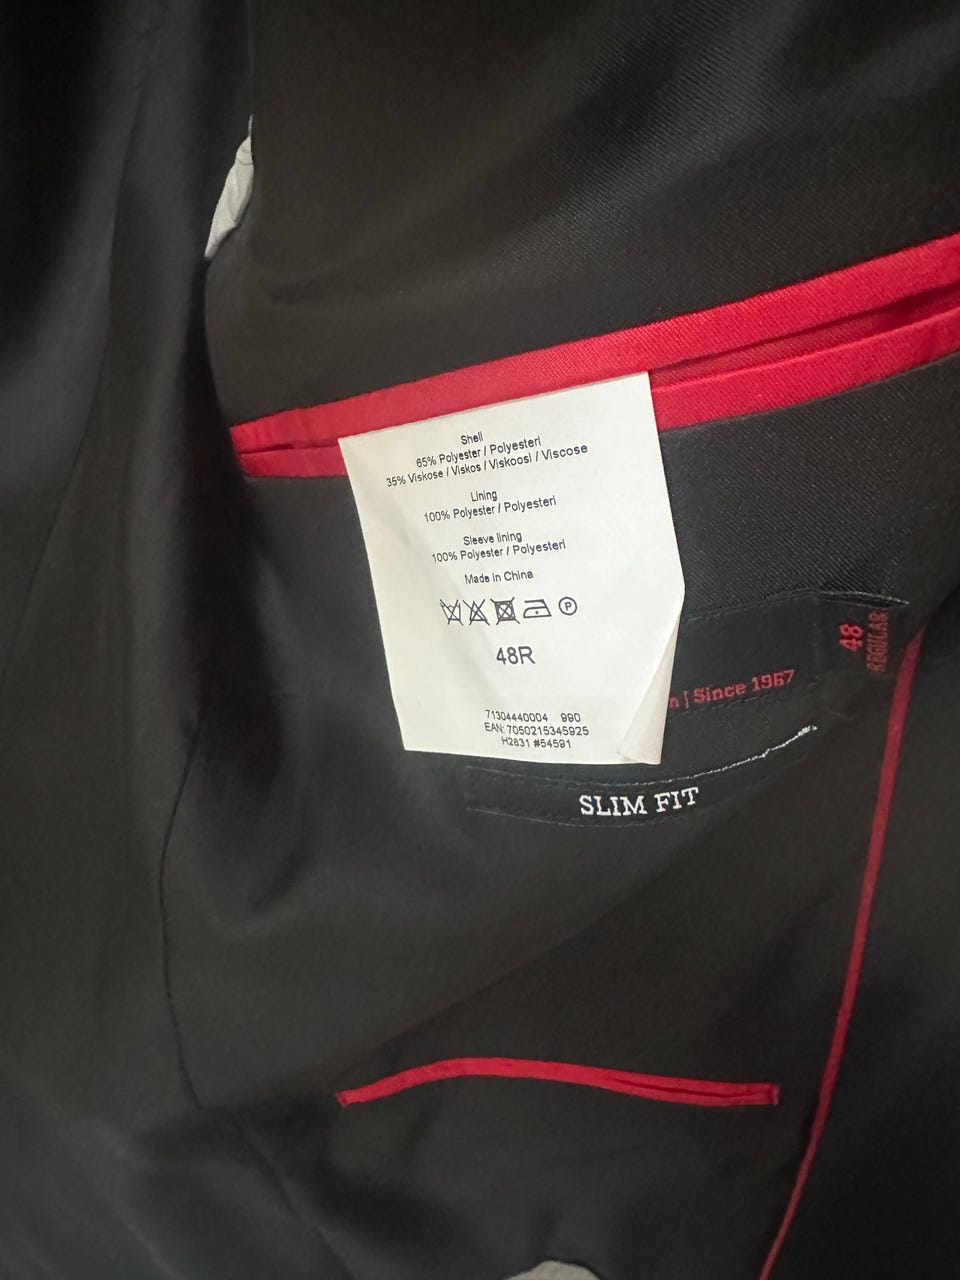 Shell
65% Polyester / Polyesteri
35% Viskose / Viskos / Viskoosi / Viscose
Lining
100% Polyester / Polyesteri
Sleeve lining
100% Polyester / Polyesteri
Made in China
P
48R
71304440004 990
EAN: 7050215345925
H2831 #54591
48
REGULAR
n | Since 1967
SLIM FIT